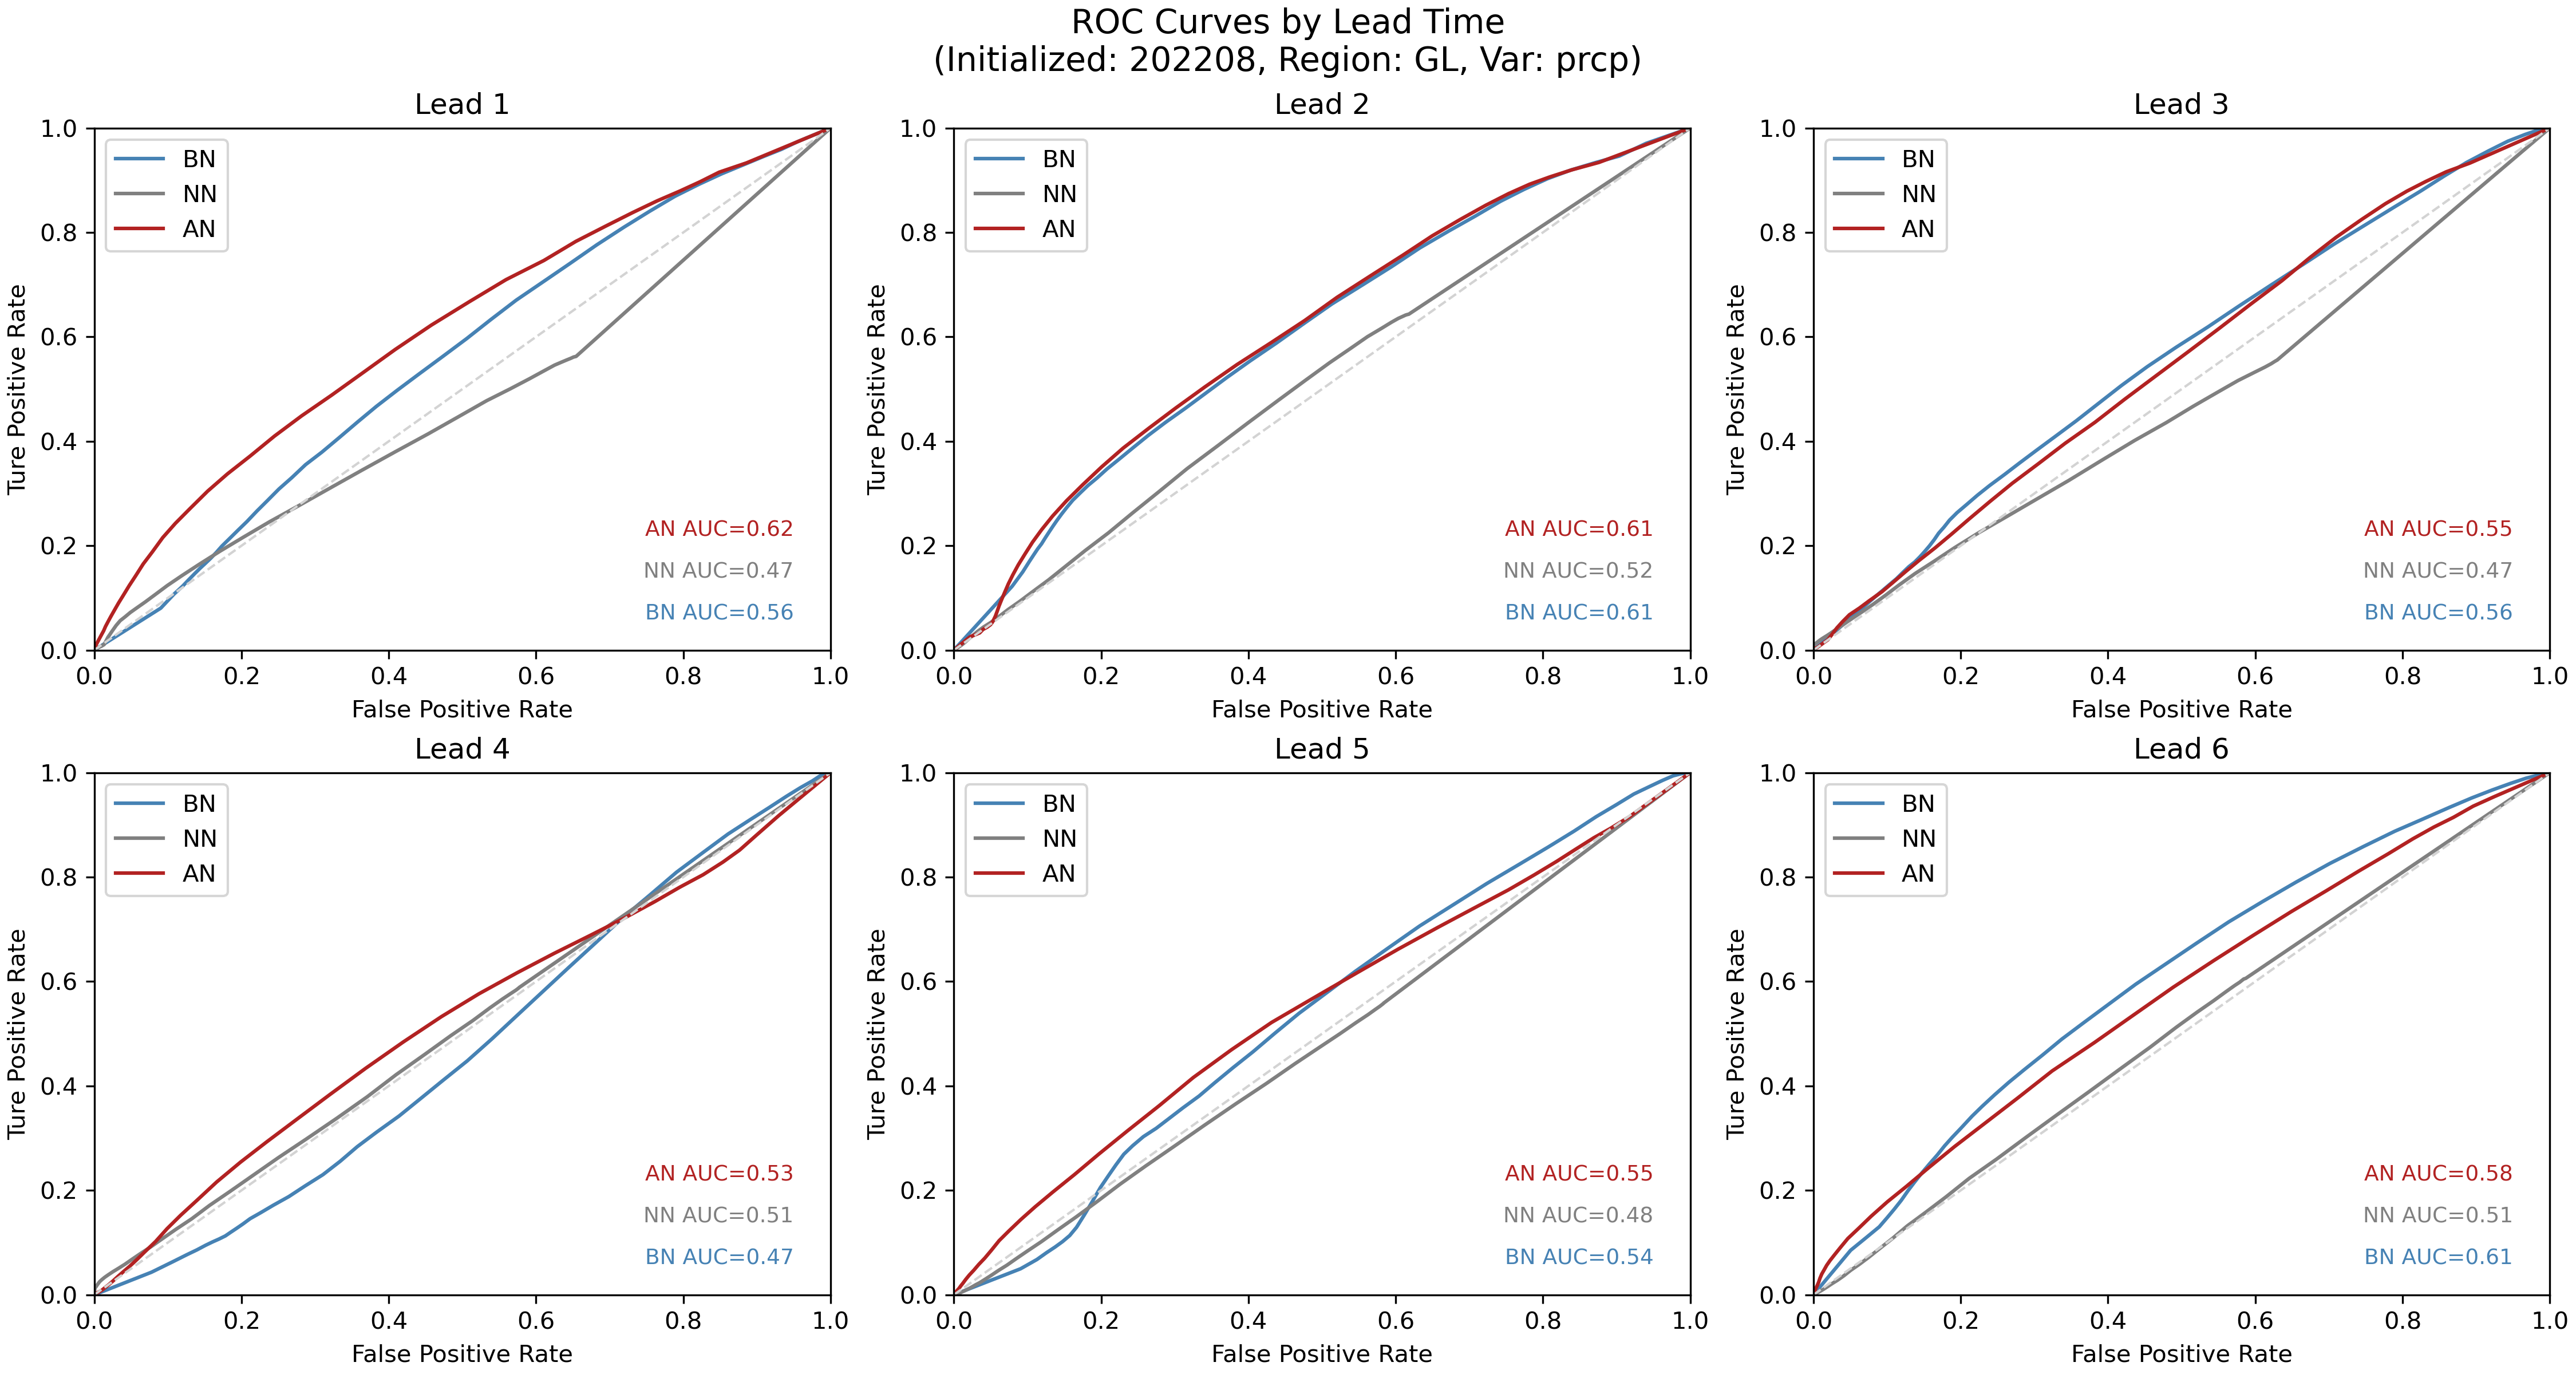 ROC Curves by Lead Time
(Initialized: 202208, Region: GL, Var: prcp)
Lead 1
1.0
0.8
0.6
0.4
0.2
0.0
Ture Positive Rate
BN
NN
AN
AN AUC=0.62
NN AUC=0.47
BN AUC=0.56
0.0 0.2 0.4 0.6 0.8 1.0
False Positive Rate
Lead 2
1.0
0.8
0.6
0.4
0.2
0.0
Ture Positive Rate
BN
NN
AN
AN AUC=0.61
NN AUC=0.52
BN AUC=0.61
0.0 0.2 0.4 0.6 0.8 1.0
False Positive Rate
Lead 3
1.0
0.8
0.6
0.4
0.2
0.0
Ture Positive Rate
BN
NN
AN
AN AUC=0.55
NN AUC=0.47
BN AUC=0.56
0.0 0.2 0.4 0.6 0.8 1.0
False Positive Rate
Lead 4
1.0
0.8
0.6
0.4
0.2
0.0
Ture Positive Rate
BN
NN
AN
AN AUC=0.53
NN AUC=0.51
BN AUC=0.47
0.0 0.2 0.4 0.6 0.8 1.0
False Positive Rate
Lead 5
1.0
0.8
0.6
0.4
0.2
0.0
Ture Positive Rate
BN
NN
AN
AN AUC=0.55
NN AUC=0.48
BN AUC=0.54
0.0 0.2 0.4 0.6 0.8 1.0
False Positive Rate
Lead 6
1.0
0.8
0.6
0.4
0.2
0.0
Ture Positive Rate
BN
NN
AN
AN AUC=0.58
NN AUC=0.51
BN AUC=0.61
0.0 0.2 0.4 0.6 0.8 1.0
False Positive Rate